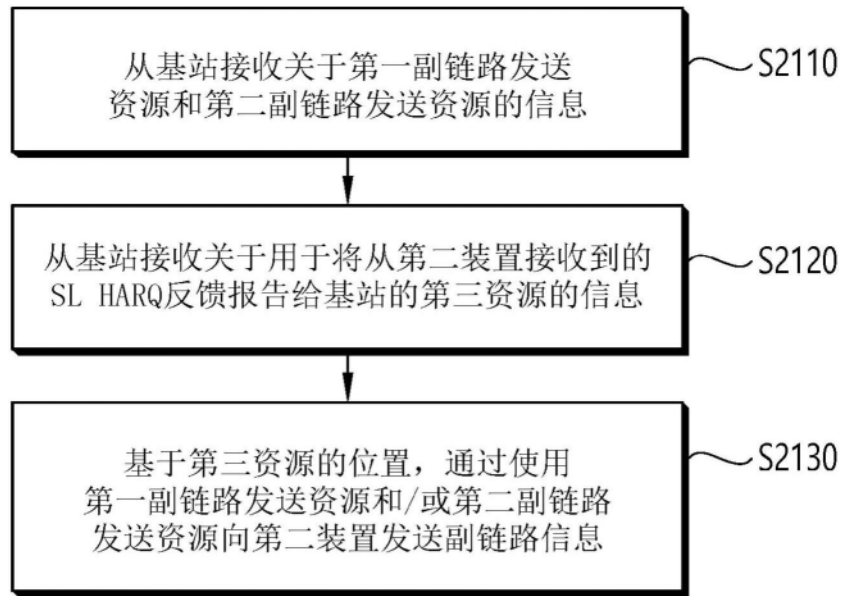 从基站接收关于第一副链路发送
资源和第二副链路发送资源的信息
S2110
从基站接收关于用于将从第二装置接收到的
SL HARQ反馈报告给基站的第三资源的信息
S2120
基于第三资源的位置，通过使用
第一副链路发送资源和/或第二副链路
发送资源向第二装置发送副链路信息
S2130